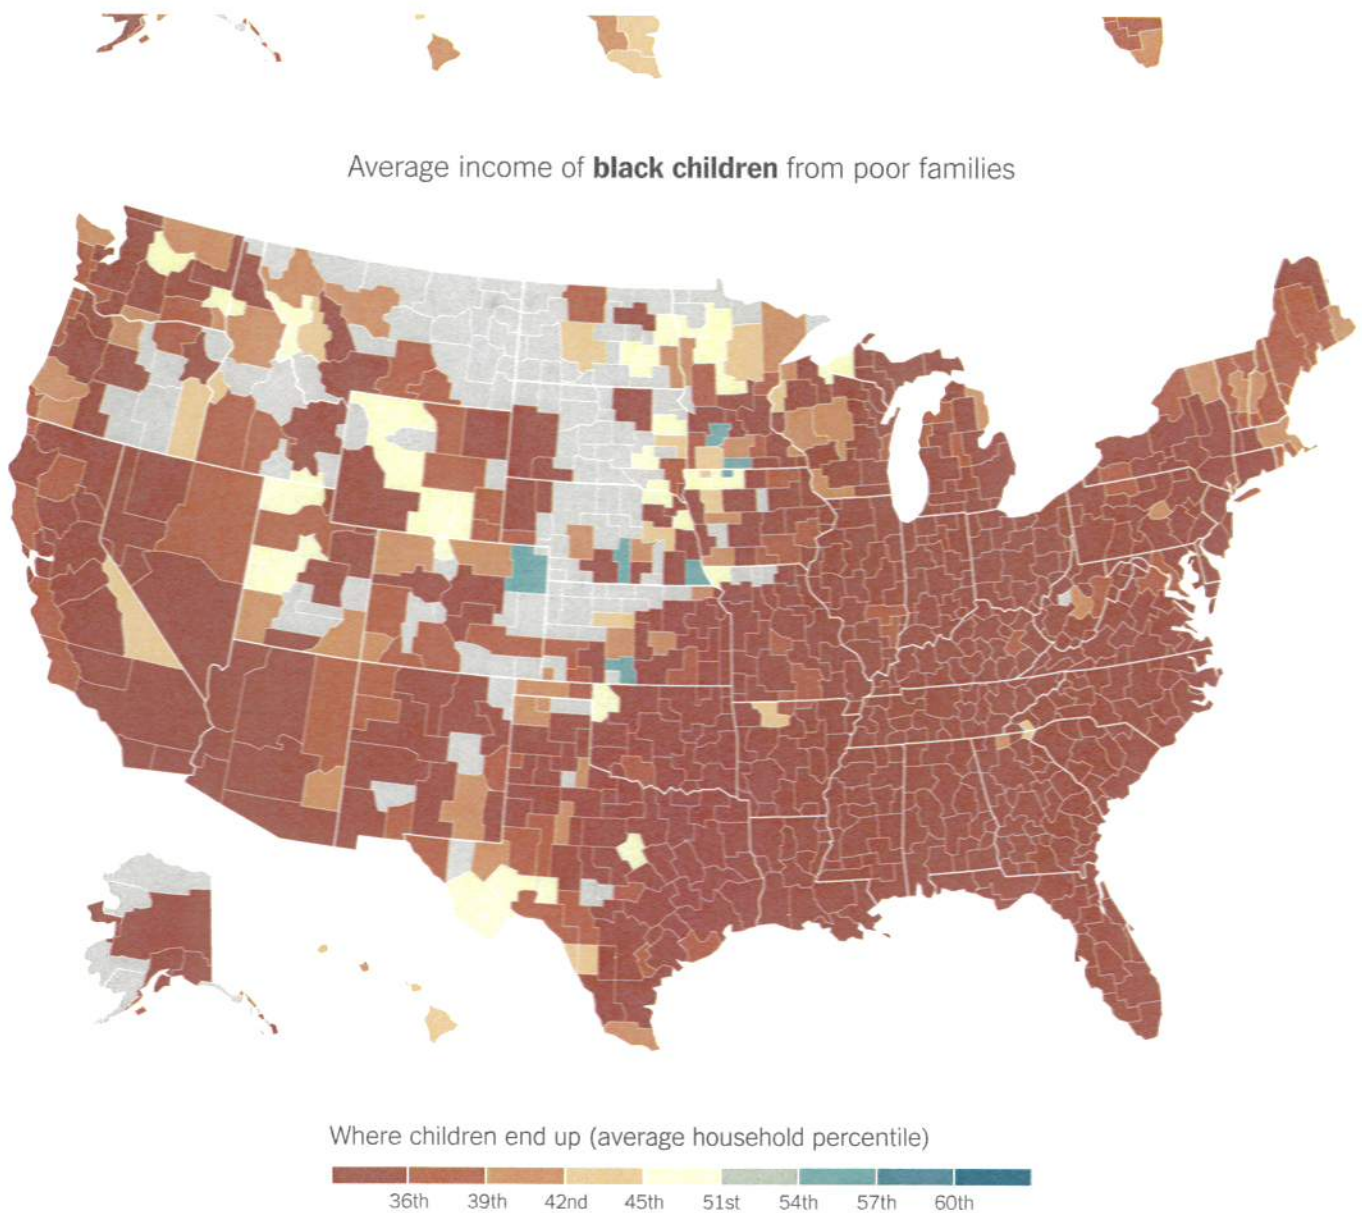 Average income of black children from poor families
Where children end up (average household percentile)
36th 39th 42nd 45th 51st 54th 57th 60th